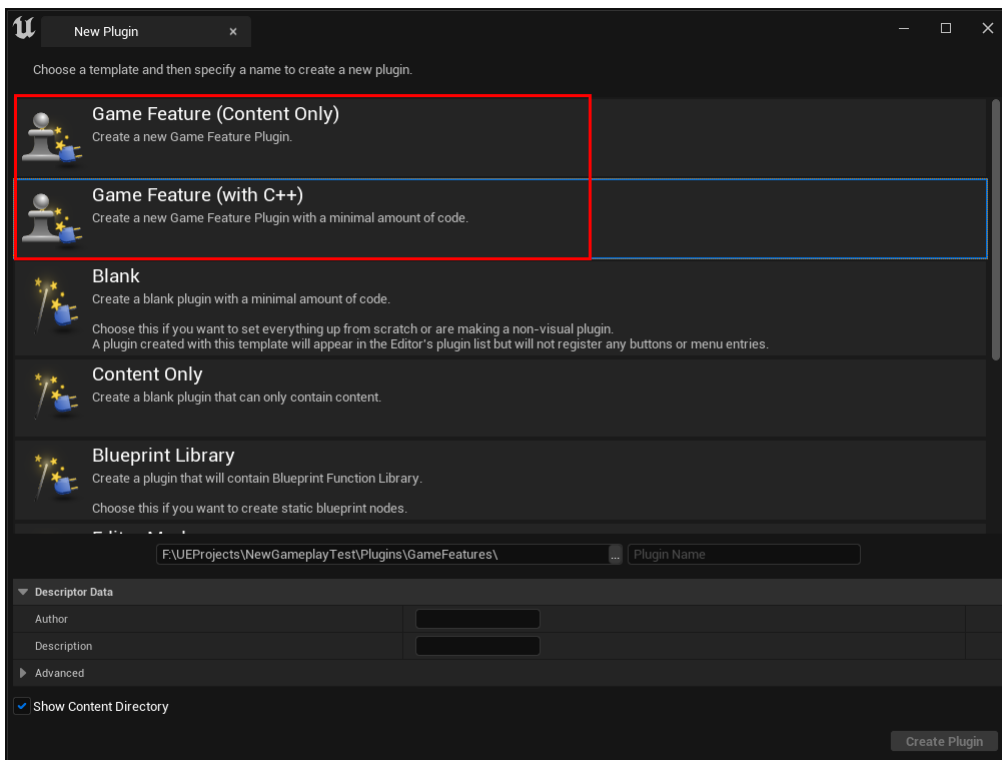 New Plugin
Choose a template and then specify a name to create a new plugin.
Game Feature (Content Only)
Create a new Game Feature Plugin.
Game Feature (with C++)
Create a new Game Feature Plugin with a minimal amount of code.
Blank
Create a blank plugin with a minimal amount of code.
Choose this if you want to set everything up from scratch or are making a non-visual plugin.
A plugin created with this template will appear in the Editor's plugin list but will not register any buttons or menu entries.
Content Only
Create a blank plugin that can only contain content.
Blueprint Library
Create a plugin that will contain Blueprint Function Library.
Choose this if you want to create static blueprint nodes.
F:\UEProjects\NewGameplayTest\Plugins\GameFeatures\ ... Plugin Name
Descriptor Data
Author
Description
Advanced
Show Content Directory
Create Plugin